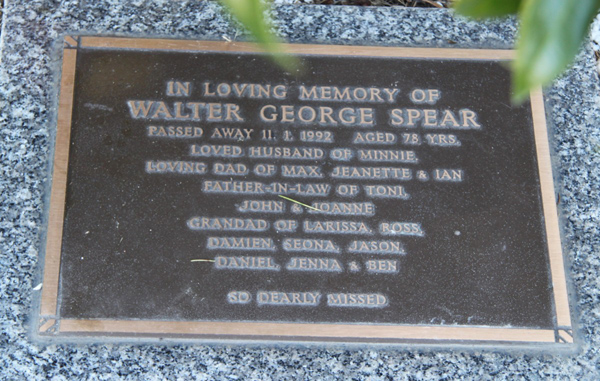 IN LOVING MEMORY OF
WALTER GEORGE SPEAR
PASSED AWAY 11. 1. 1992 AGED 78 YRS.
LOVED HUSBAND OF MINNIE,
LOVING DAD OF MAX, JEANETTE & IAN
FATHER-IN-LAW OF TONI,
JOHN & JOANNE
GRANDAD OF LARISSA, ROSS,
DAMIEN, SEONA, JASON,
DANIEL, JENNA & BEN
SO DEARLY MISSED